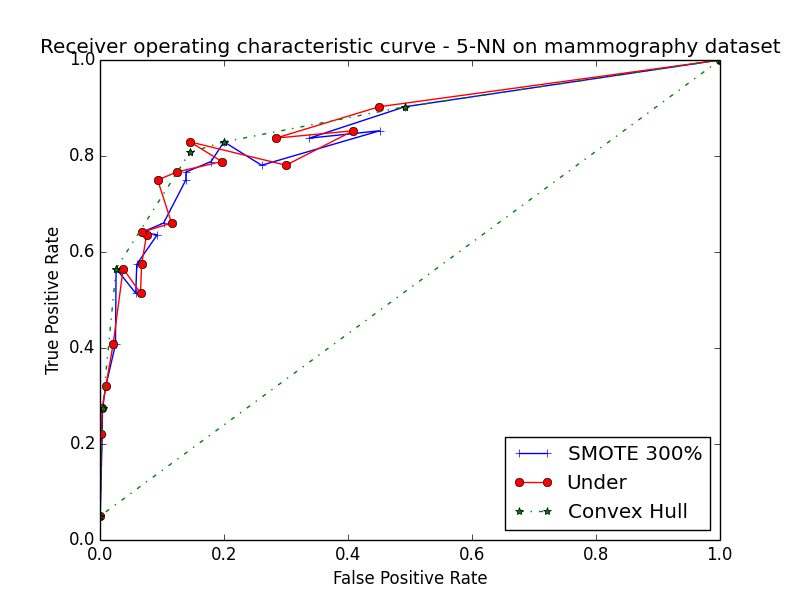 Receiver operating characteristic curve - 5-NN on mammography dataset
1.0
0.8
0.6
0.4
0.2
0.0
True Positive Rate
0.0 0.2 0.4 0.6 0.8 1.0
False Positive Rate
SMOTE 300%
Under
Convex Hull